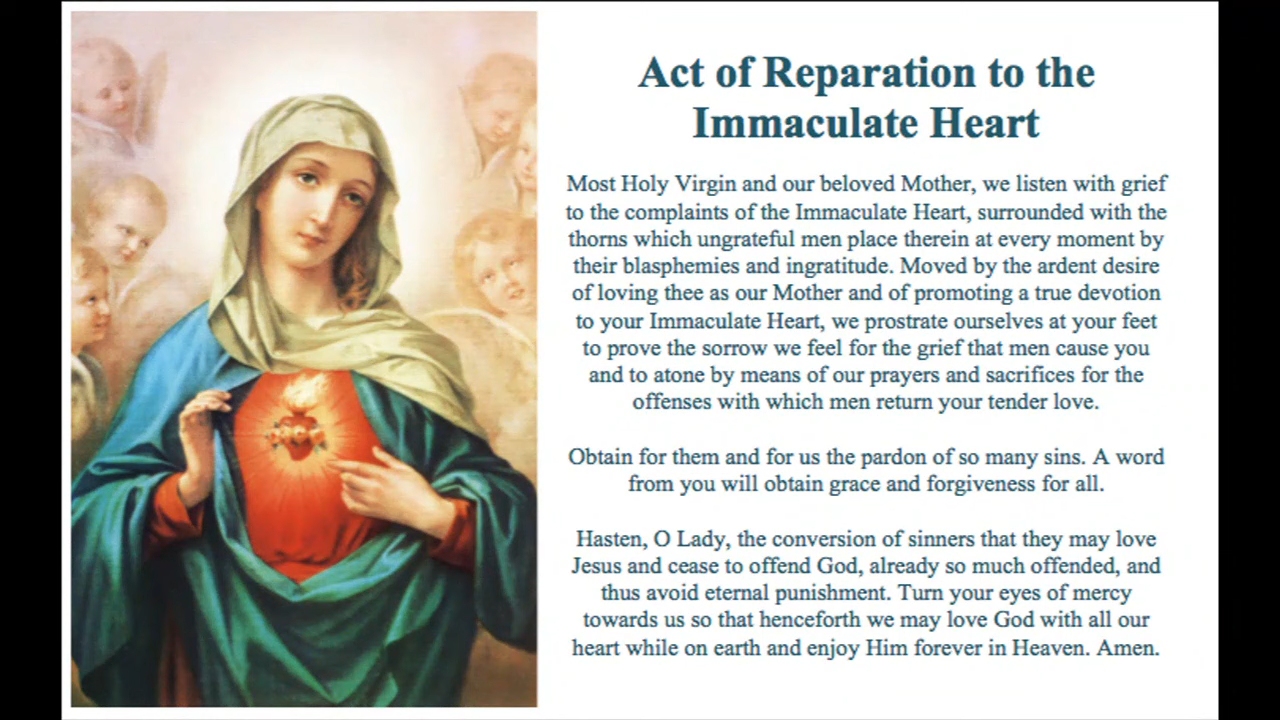 Act of Reparation to the
Immaculate Heart
Most Holy Virgin and our beloved Mother, we listen with grief
to the complaints of the Immaculate Heart, surrounded with the
thorns which ungrateful men place therein at every moment by
their blasphemies and ingratitude. Moved by the ardent desire
of loving thee as our Mother and of promoting a true devotion
to your Immaculate Heart, we prostrate ourselves at your feet
to prove the sorrow we feel for the grief that men cause you
and to atone by means of our prayers and sacrifices for the
offenses with which men return your tender love.
Obtain for them and for us the pardon of so many sins. A word
from you will obtain grace and forgiveness for all.
Hasten, O Lady, the conversion of sinners that they may love
Jesus and cease to offend God, already so much offended, and
thus avoid eternal punishment. Turn your eyes of mercy
towards us so that henceforth we may love God with all our
heart while on earth and enjoy Him forever in Heaven. Amen.